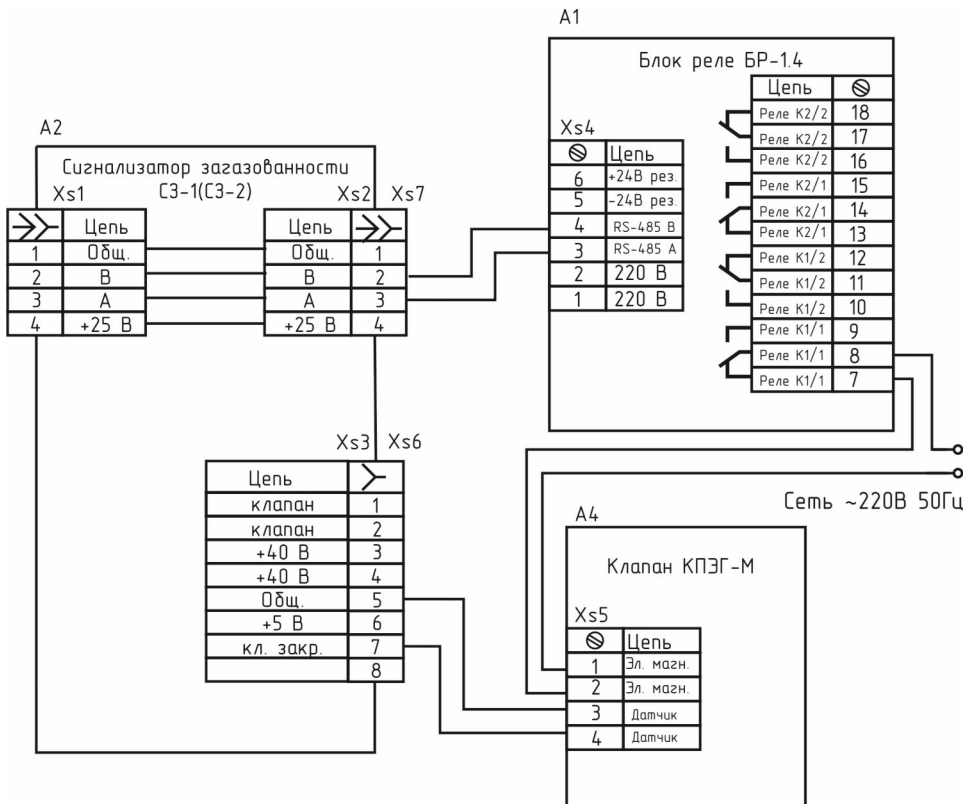 А1
Блок реле БР-1.4
Цепь
Реле К2/2 18
Реле К2/2 17
Реле К2/2 16
Реле К2/1 15
Реле К2/1 14
Реле К2/1 13
Реле К1/2 12
Реле К1/2 11
Реле К1/2 10
Реле К1/1 9
Реле К1/1 8
Реле К1/1 7
Xs4
Цепь
6 +24В рез.
5 -24В рез.
4 RS-485 В
3 RS-485 А
2 220 В
1 220 В
А2
Сигнализатор загазованности
СЗ-1(СЗ-2)
Xs1
Цепь
1 Общ.
2 В
3 А
4 +25 В
Xs2 Xs7
Цепь
Общ. 1
В 2
А 3
+25 В 4
Xs3 Xs6
Цепь
клапан 1
клапан 2
+40 В 3
+40 В 4
Общ. 5
+5 В 6
кл. закр. 7
8
Сеть ~220В 50Гц
А4
Клапан КПЭГ-М
Xs5
Цепь
1 Эл. магн.
2 Эл. магн.
3 Датчик
4 Датчик